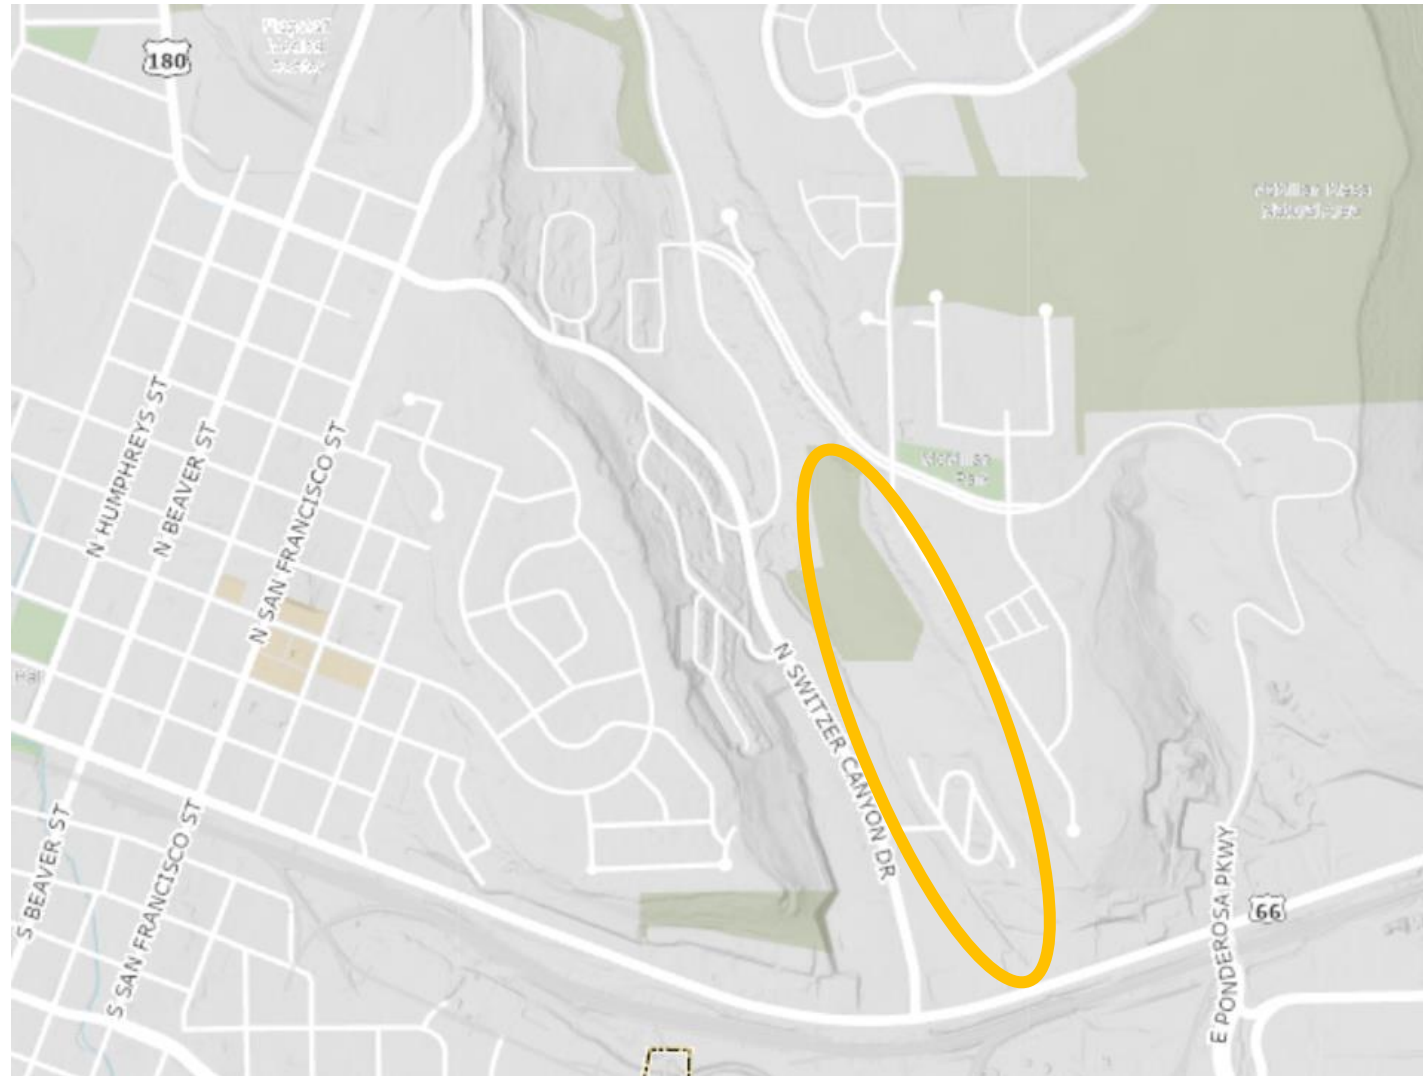 180
N HUMPHREYS ST
N BEAVER ST
N SAN FRANCISCO ST
N SWITZER CANYON DR
S BEAVER ST
S SAN FRANCISCO ST
E PONDEROSA PKWY
66